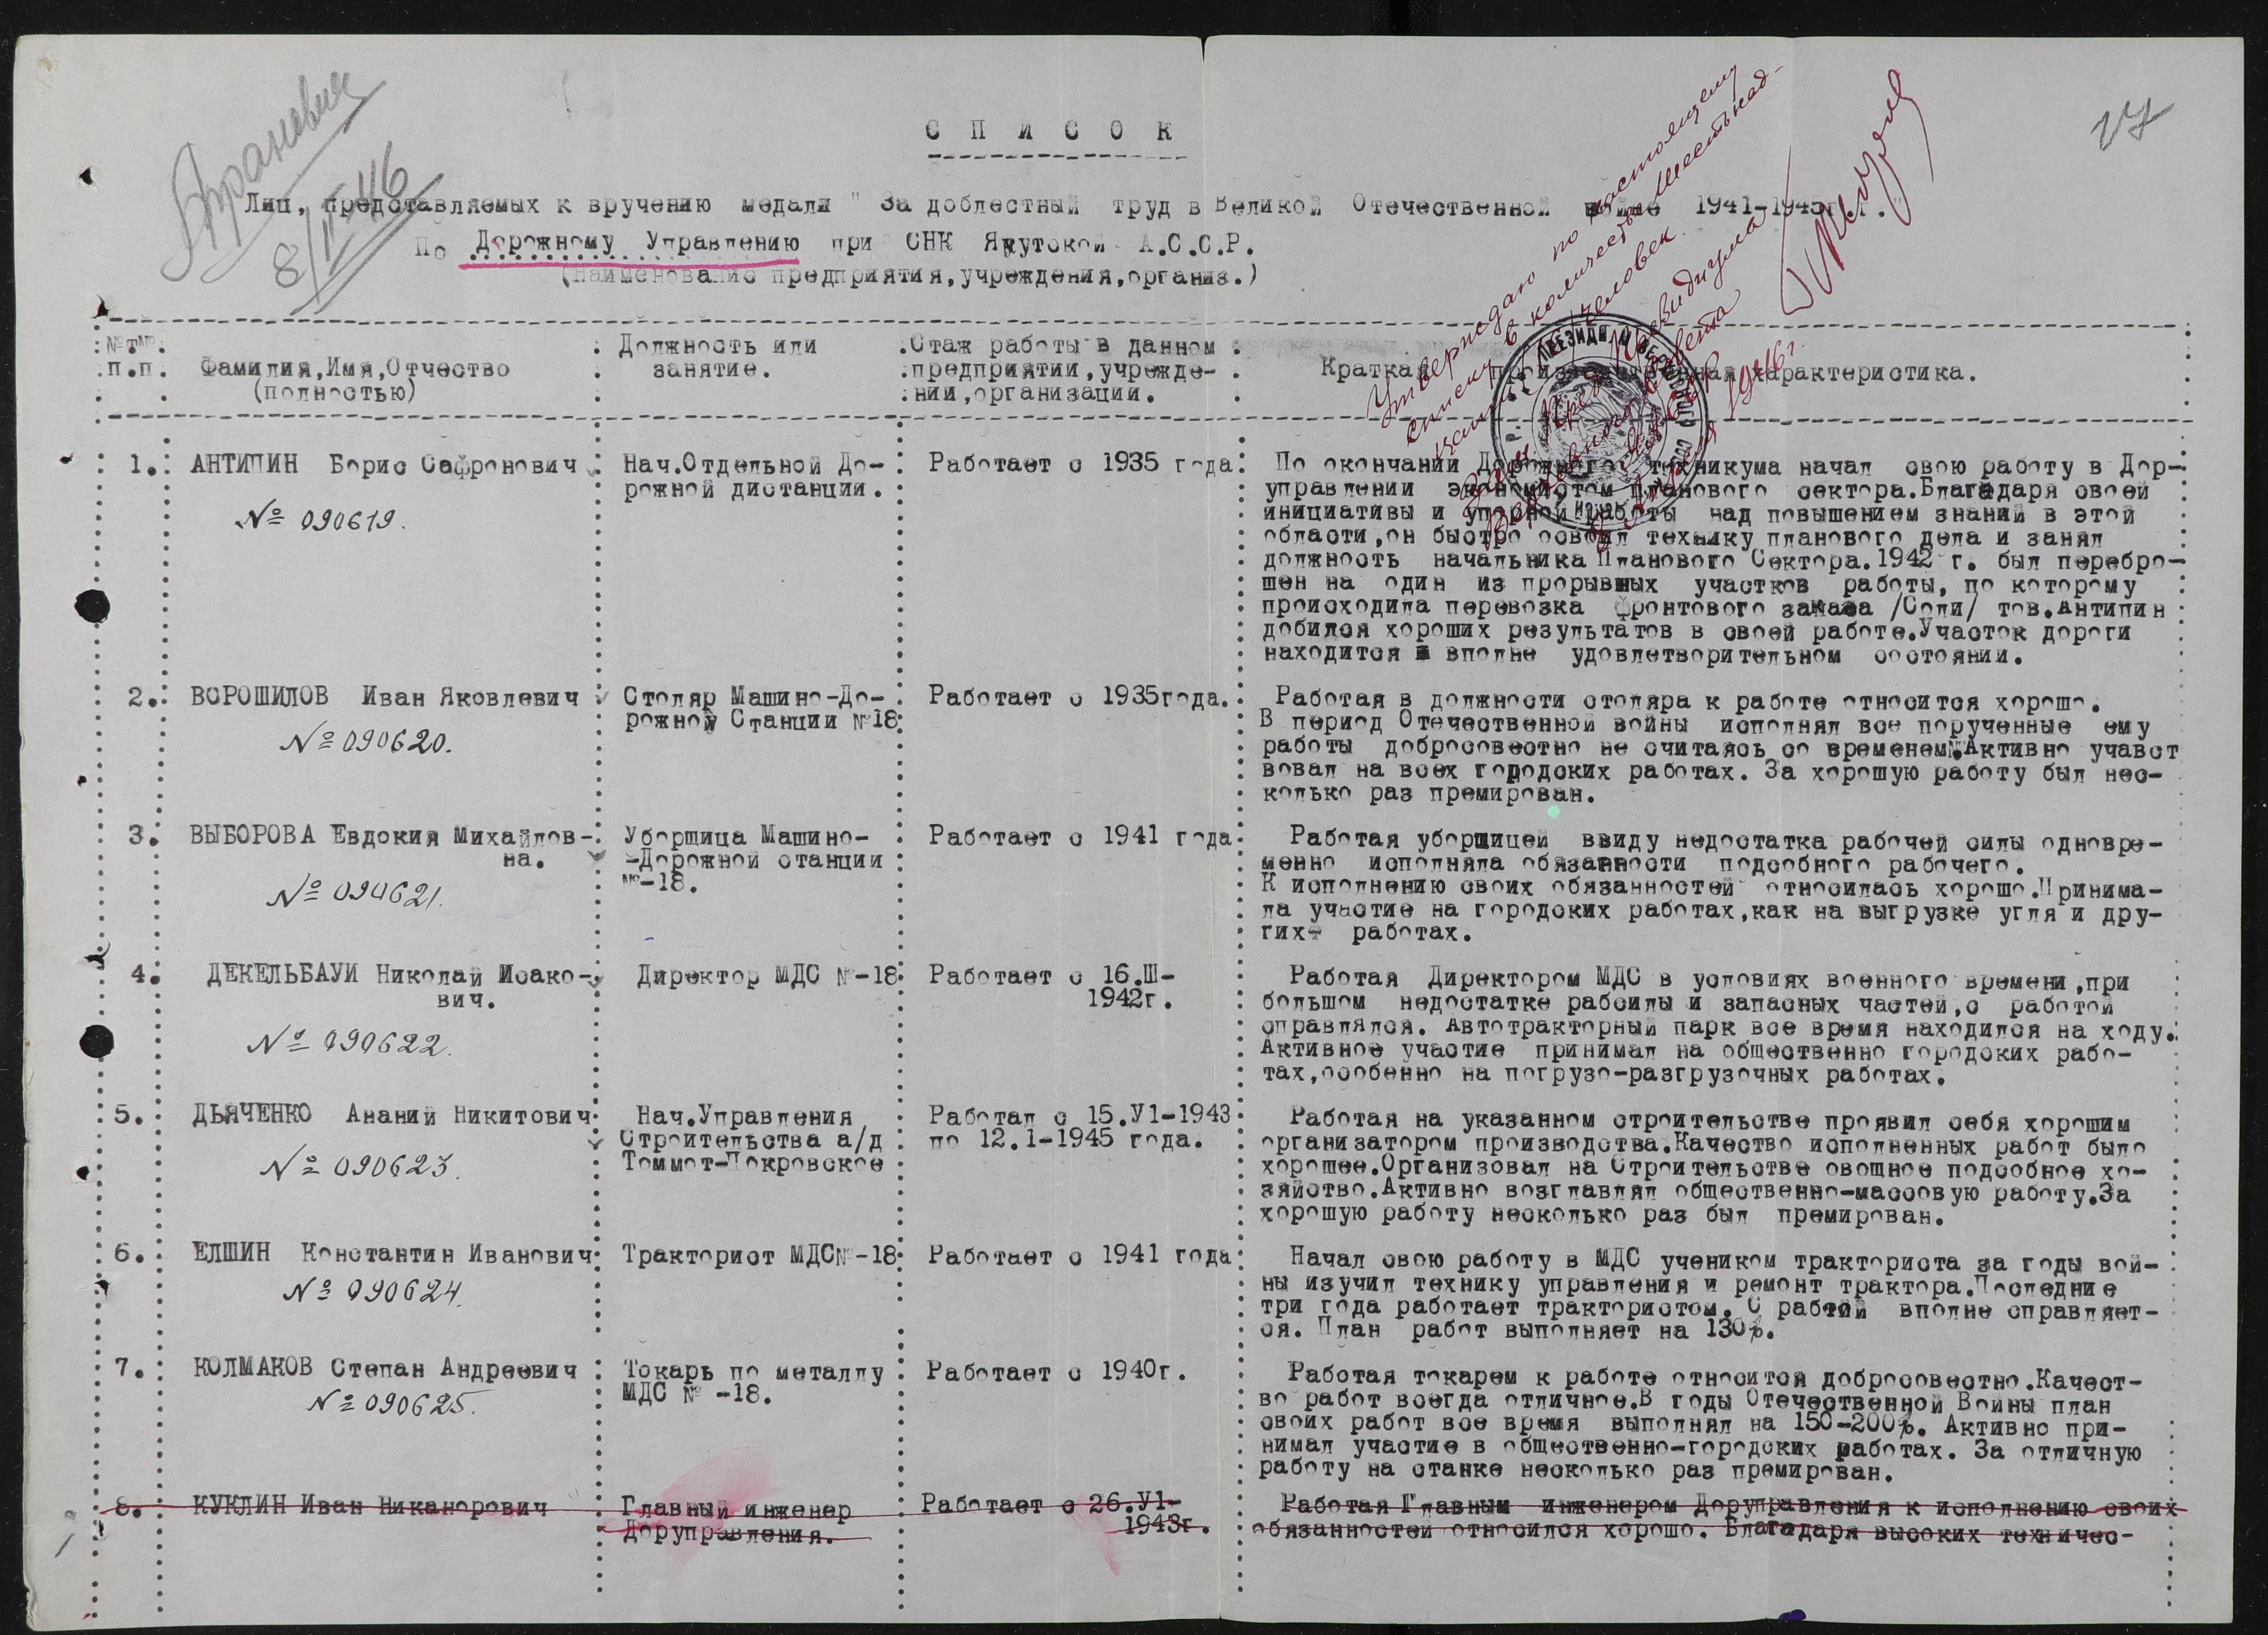 27
Утверждаю по настоящему
списку в количестве шестнад-
человек.
Зам. Пред. Президиума
Верховного Совета
1946 г.
8/II-46
С П И С О К
Лиц, представляемых к вручению медали "За доблестный труд в Великой Отечественной войне 1941-1945г.г.
По Дорожному Управлению при СНК Якутской А.С.С.Р.
(Наименование предприятия,учреждения,организ.)
№№ п.п. Фамилия,Имя,Отчество (полностью)
Должность или занятие.
Стаж работы в данном предприятии,учрежде- нии,организации.
Краткая производственная характеристика.
1. АНТИПИН Борис Сафронович
№ 090619.
Нач.Отдельной До-
рожной дистанции.
Работает с 1935 года
По окончании Дорожного техникума начал свою работу в Дор-
управлении экономистом планового сектора.Благодаря своей
инициативы и упорной работы над повышением знаний в этой
области,он быстро освоил технику планового дела и занял
должность начальника Планового Сектора.1942 г. был перебро-
шен на один из прорывных участков работы, по которому
происходила перевозка фронтового заказа /Соли/ тов.Антипин
добился хороших результатов в своей работе.Участок дороги
находится в вполне удовлетворительном состоянии.
2. ВОРОШИЛОВ Иван Яковлевич
№ 090620.
Столяр Машино-До-
рожной Станции №18
Работает с 1935года.
Работая в должности столяра к работе относится хорошо.
В период Отечественной войны исполнял все порученные ему
работы добросовестно не считаясь со временем.Активно учавст
вовал на всех городских работах. За хорошую работу был нес-
колько раз премирован.
3. ВЫБОРОВА Евдокия Михайлов-
на.
№ 090621.
Уборщица Машино-
-Дорожной станции
№-18.
Работает с 1941 года
Работая уборщицей ввиду недостатка рабочей силы одновре-
менно исполняла обязанности подсобного рабочего.
К исполнению своих обязанностей относилась хорошо.Принима-
ла участие на городских работах,как на выгрузке угля и дру-
гих работах.
4. ДЕКЕЛЬБАУИ Николай Исако-
вич.
№ 090622.
Директор МДС №-18
Работает с 16.Ш-
1942г.
Работая Директором МДС в условиях военного времени,при
большом недостатке рабсилы и запасных частей,с работой
справлялся. Автотракторный парк все время находился на ходу.
Активное участие принимал на общественно городских рабо-
тах,особенно на погрузо-разгрузочных работах.
5. ДЬЯЧЕНКО Ананий Никитович
№ 090623.
Нач.Управления
Строительства а/д
Томмот-Покровское
Работал с 15.У1-1943
по 12.1-1945 года.
Работая на указанном строительстве проявил себя хорошим
организатором производства.Качество исполненных работ было
хорошее.Организовал на Строительстве овощное подсобное хо-
зяйство.Активно возглавлял общественно-массовую работу.За
хорошую работу несколько раз был премирован.
6. ЕЛШИН Константин Иванович
№ 090624.
Тракторист МДС№-18
Работает с 1941 года
Начал свою работу в МДС учеником тракториста за годы вой-
ны изучил технику управления и ремонт трактора.Последние
три года работает трактористом. С работй вполне справляет-
ся. План работ выполняет на 130%.
7. КОЛМАКОВ Степан Андреевич
№ 090625.
Токарь по металлу
МДС № -18.
Работает с 1940г.
Работая токарем к работе относится добросовестно.Качест-
во работ всегда отличное.В годы Отечественной Войны план
своих работ все время выполнял на 150-200%. Активно при-
нимал участие в общественно-городских работах. За отличную
работу на станке несколько раз премирован.
8. КУКЛИН Иван Никанорович
Главный инженер
Доруправления.
Работает с 26.У1-
1943г.
Работая Главным инженером Доруправления к исполнению своих
обязанностей относился хорошо. Благадаря высоких техничес-